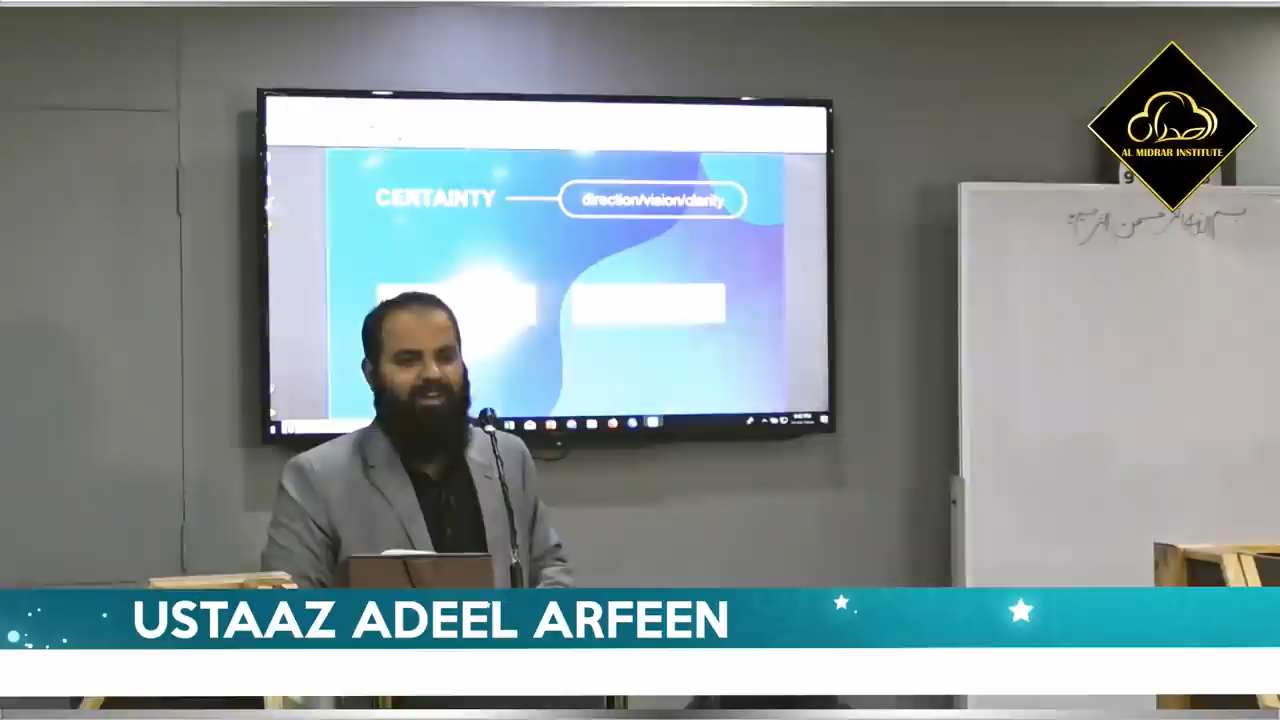 AL MIDRAR INSTITUTE
CERTAINTY
direction/vision/clarity
USTAAZ ADEEL ARFEEN